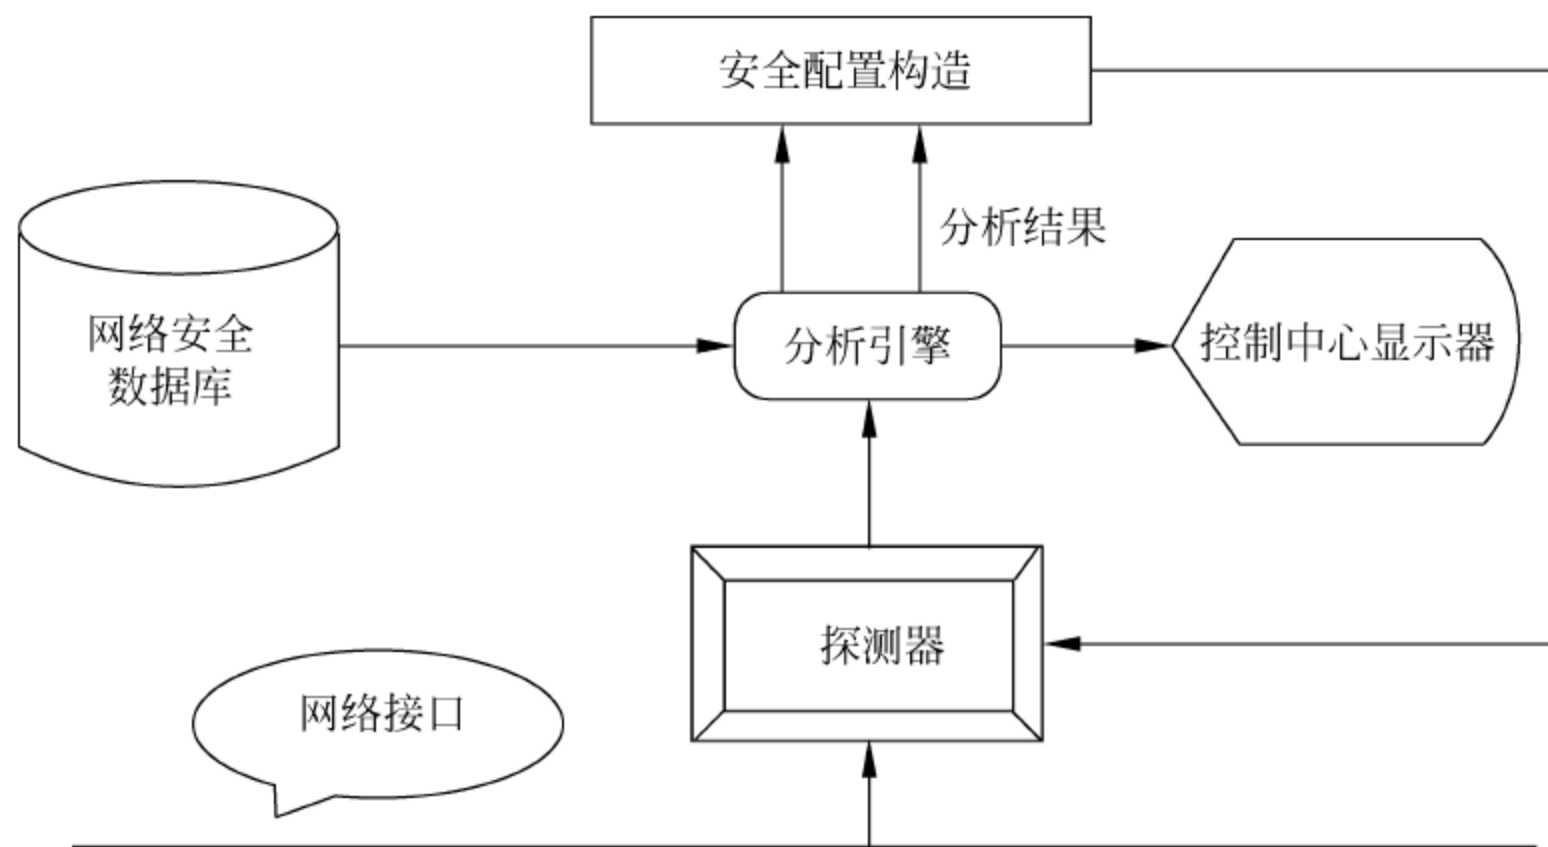 安全配置构造
分析结果
网络安全
数据库
分析引擎
控制中心显示器
探测器
网络接口